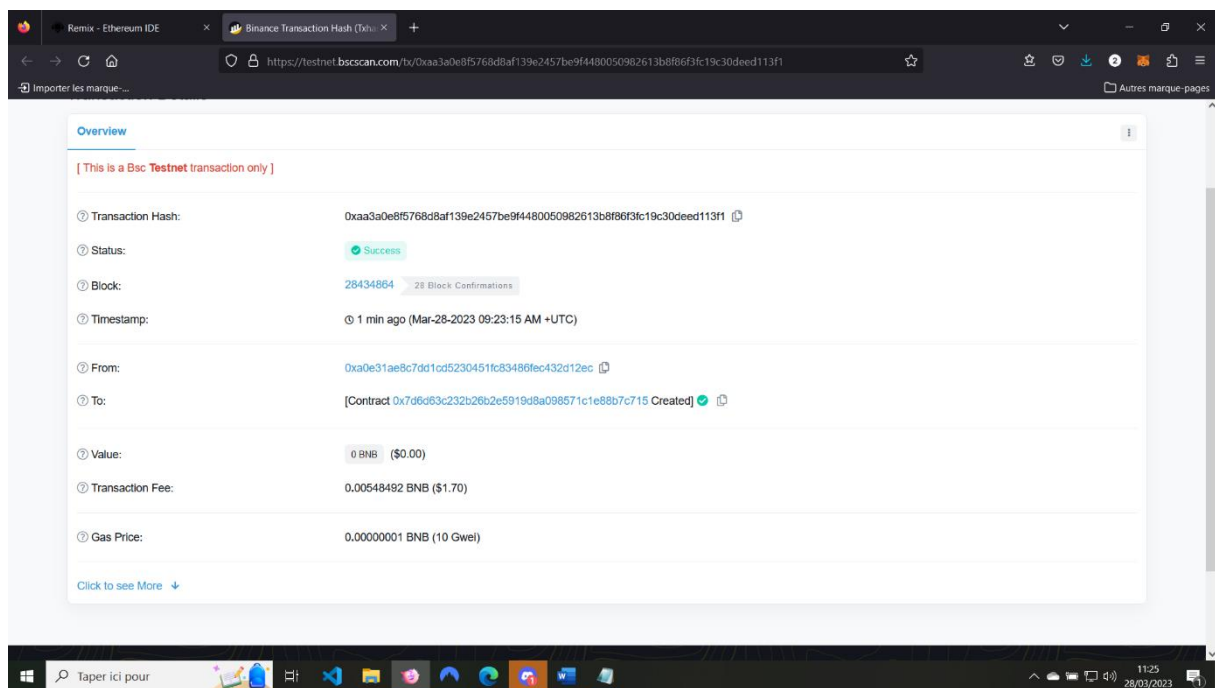 Remix - Ethereum IDE
Binance Transaction Hash (Txha
https://testnet.bscscan.com/tx/0xaa3a0e8f5768d8af139e2457be9f4480050982613b8f86f3fc19c30deed113f1
2
Importer les marque-...
Autres marque-pages
Overview
[ This is a Bsc Testnet transaction only ]
Transaction Hash: 0xaa3a0e8f5768d8af139e2457be9f4480050982613b8f86f3fc19c30deed113f1
Status: Success
Block: 28434864 28 Block Confirmations
Timestamp: 1 min ago (Mar-28-2023 09:23:15 AM +UTC)
From: 0xa0e31ae8c7dd1cd5230451fc83486fec432d12ec
To: [Contract 0x7d6d63c232b26b2e5919d8a098571c1e88b7c715 Created]
Value: 0 BNB ($0.00)
Transaction Fee: 0.00548492 BNB ($1.70)
Gas Price: 0.00000001 BNB (10 Gwei)
Click to see More
Taper ici pour
11:25
28/03/2023